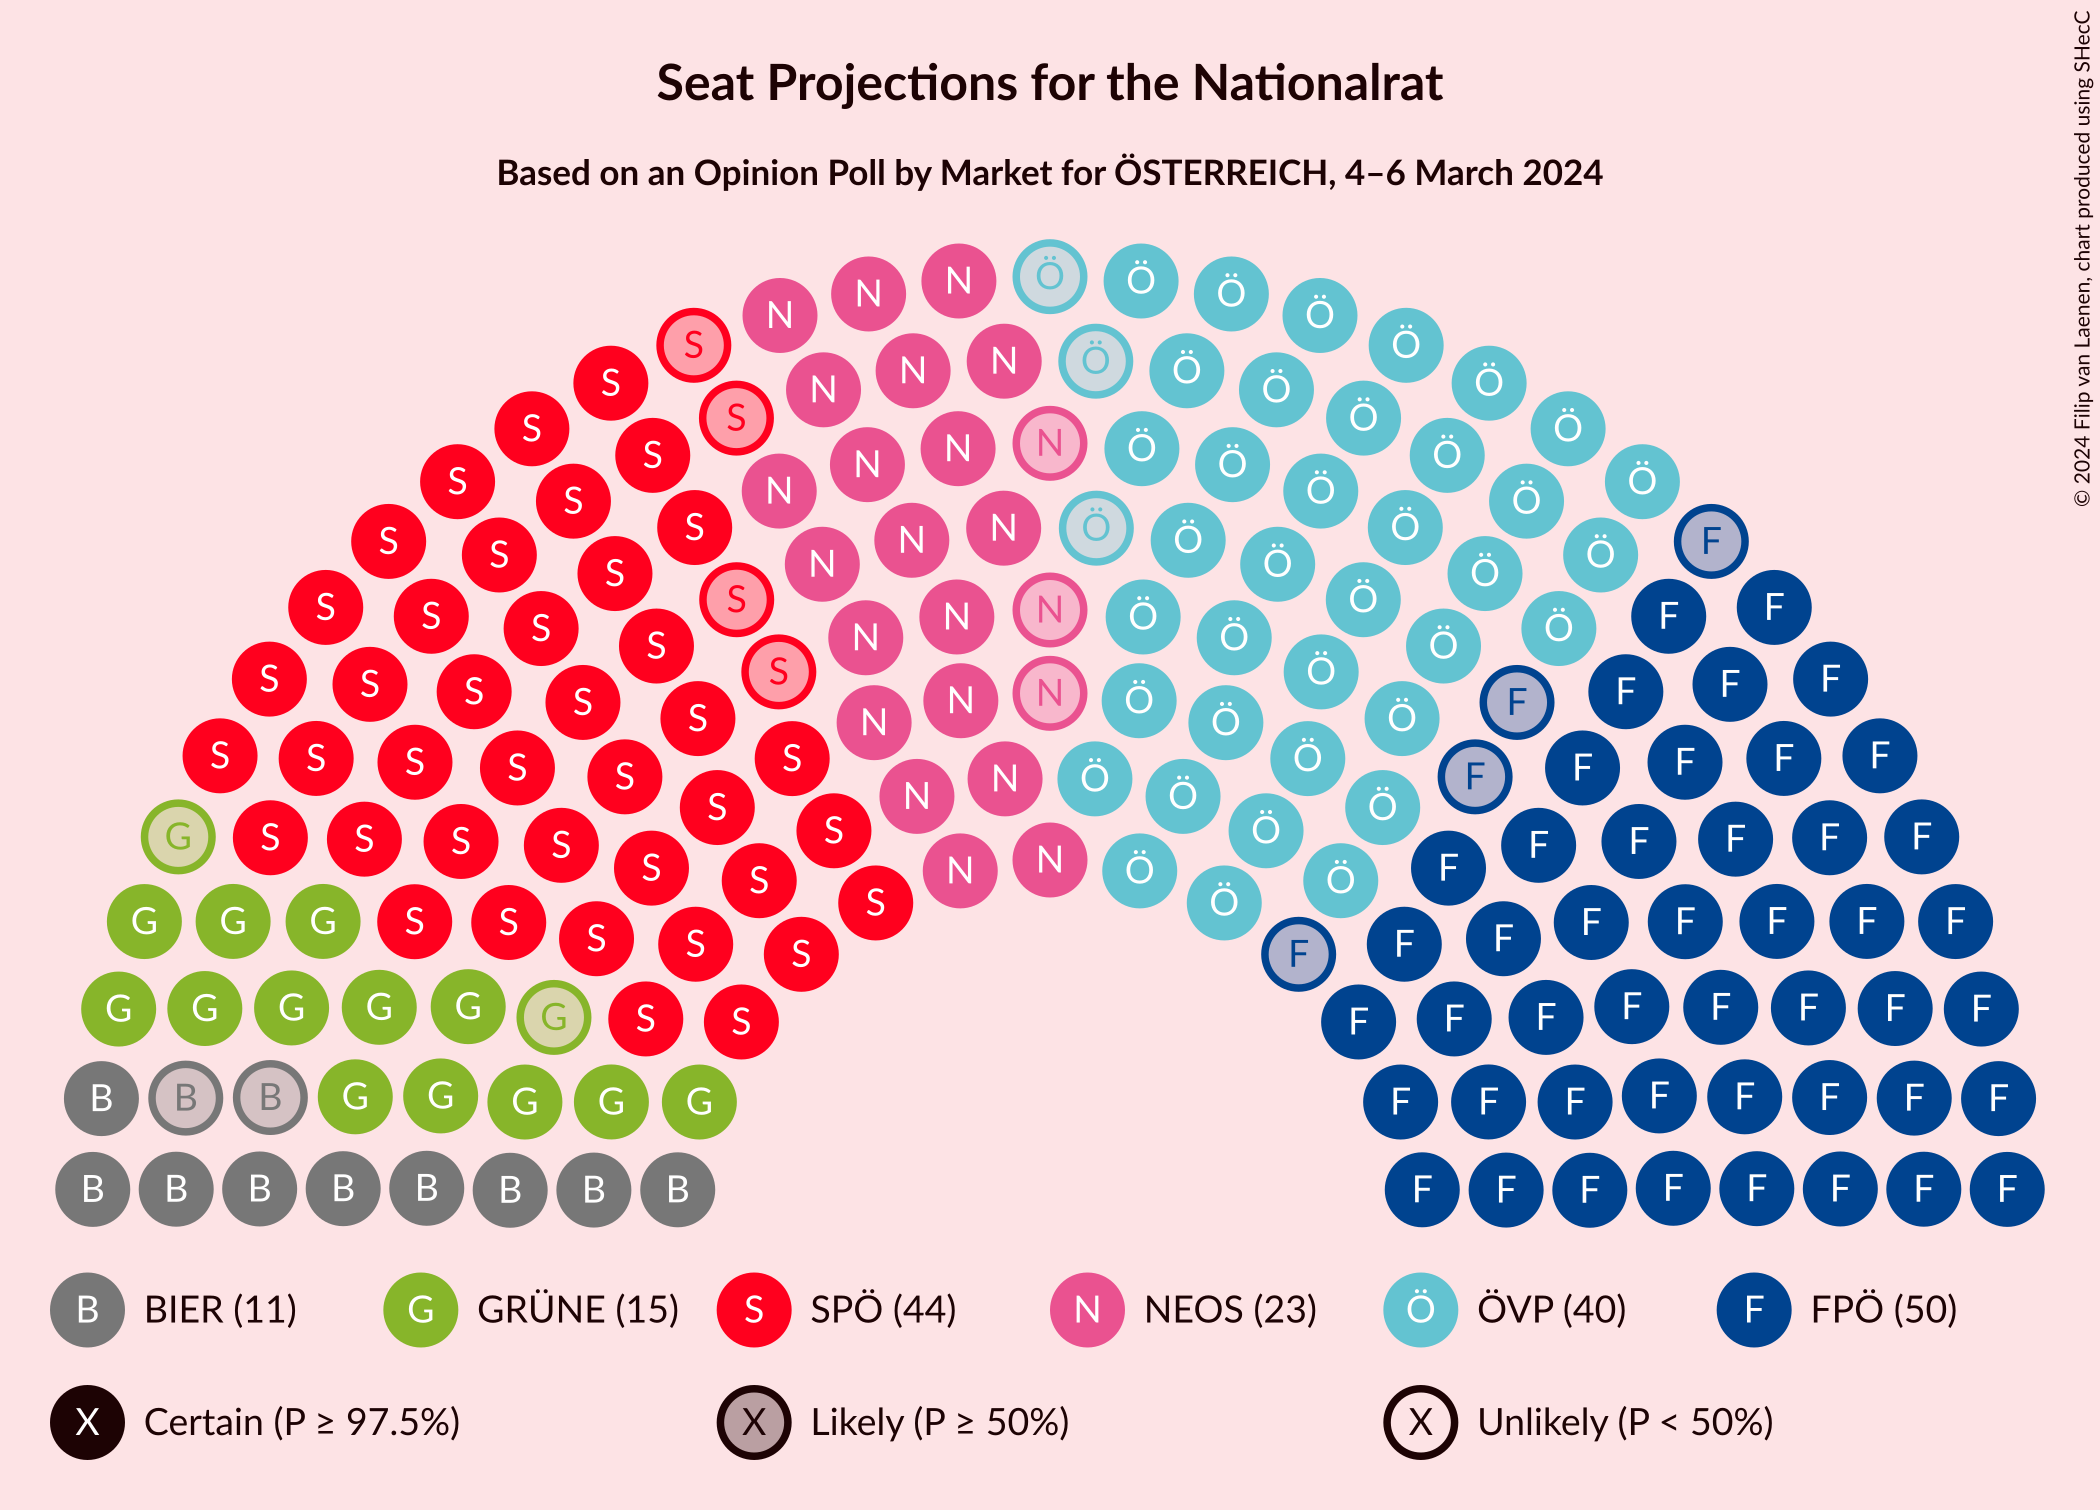 Seat Projections for the Nationalrat
Based on an Opinion Poll by Market for ÖSTERREICH, 4–6 March 2024
© 2024 Filip van Laenen, chart produced using SHecC
N N Ö Ö Ö
N Ö
S N N Ö Ö Ö
S N Ö Ö
S S Ö Ö
S N N N Ö Ö Ö
S S N Ö Ö Ö
S S S N N Ö Ö Ö Ö F
S N Ö Ö
S S S S N N N Ö Ö Ö Ö F F
S S S S S S S N N N Ö Ö Ö Ö Ö F F F F
S S S S S S S N N Ö Ö Ö Ö F F F F F
G S S S S S S S N N Ö Ö Ö F F F F F F
G G G S S S S S S Ö F F F F F F F F
G G G G G G S S F F F F F F F F
B B B G G G G G F F F F F F F F
B B B B B B B B F F F F F F F F
B BIER (11) G GRÜNE (15) S SPÖ (44) N NEOS (23) Ö ÖVP (40) F FPÖ (50)
X Certain (P ≥ 97.5%) X Likely (P ≥ 50%) X Unlikely (P < 50%)